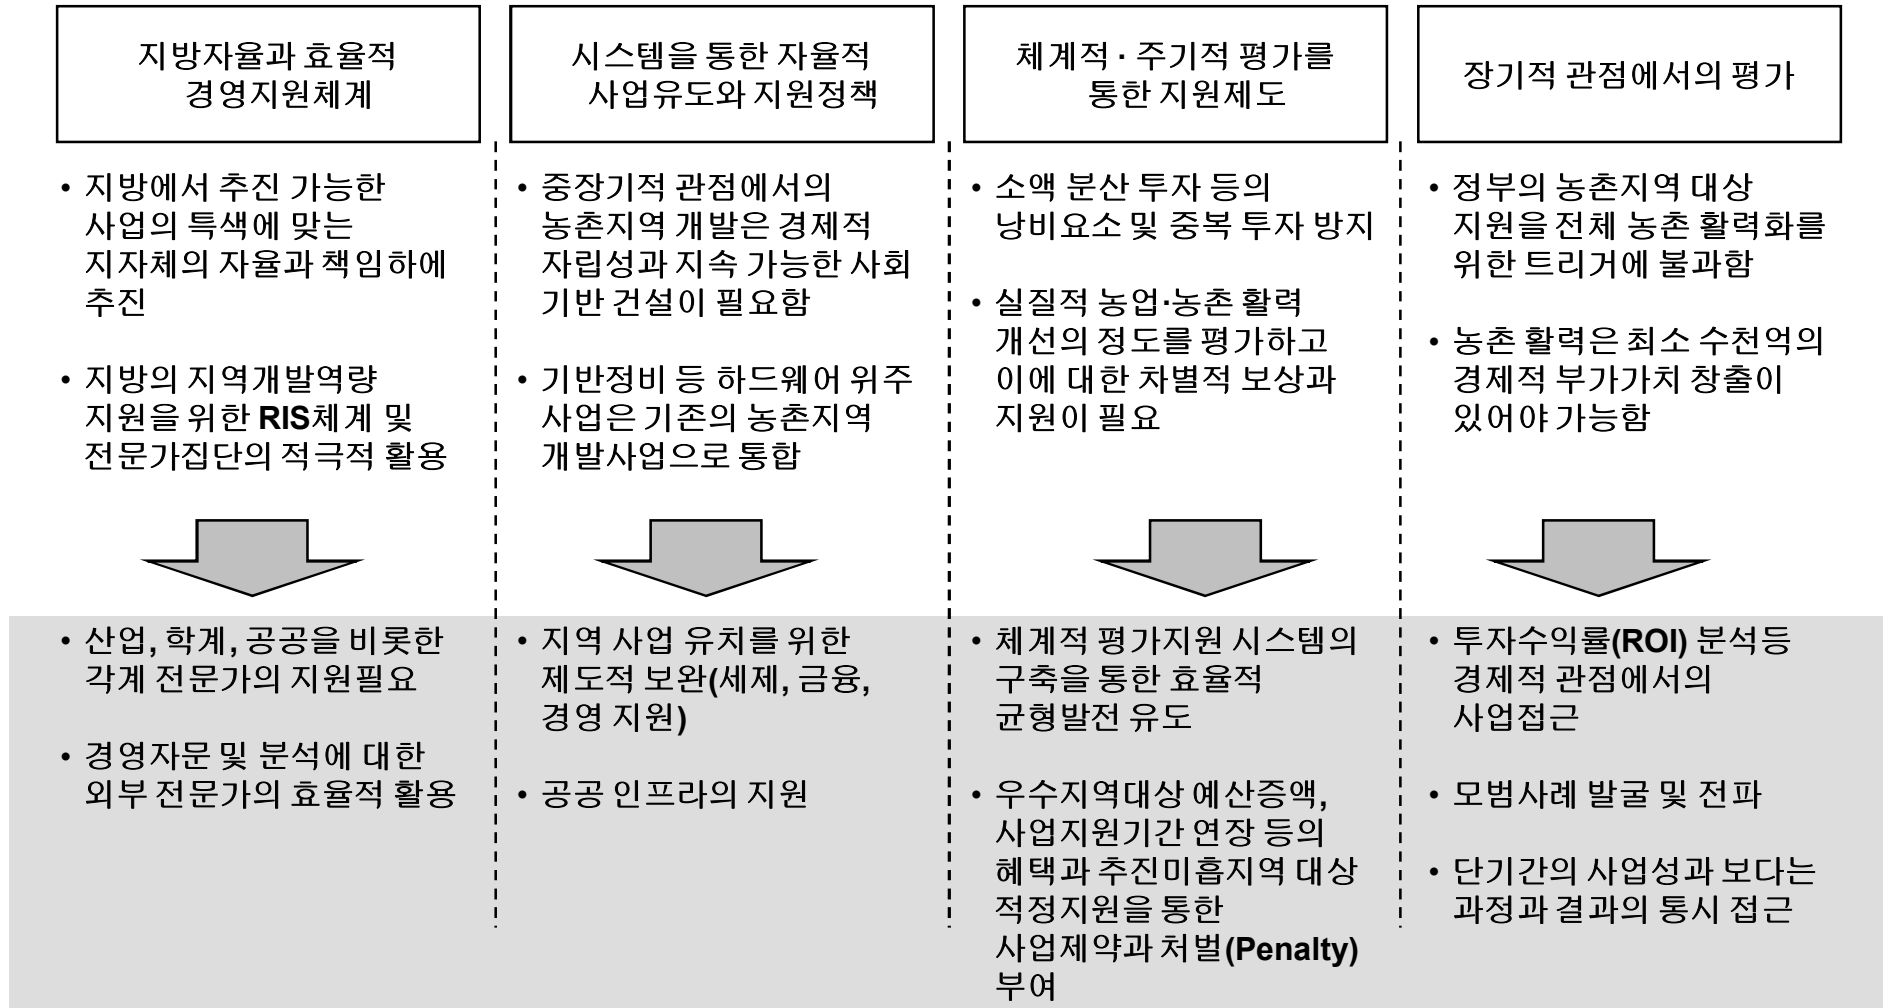 지방자율과 효율적
경영지원체계
• 지방에서 추진 가능한
사업의 특색에 맞는
지자체의 자율과 책임하에
추진
• 지방의 지역개발역량
지원을 위한 RIS체계 및
전문가집단의 적극적 활용
• 산업, 학계, 공공을 비롯한
각계 전문가의 지원필요
• 경영자문 및 분석에 대한
외부 전문가의 효율적 활용
시스템을 통한 자율적
사업유도와 지원정책
• 중장기적 관점에서의
농촌지역 개발은 경제적
자립성과 지속 가능한 사회
기반 건설이 필요함
• 기반정비 등 하드웨어 위주
사업은 기존의 농촌지역
개발사업으로 통합
• 지역 사업 유치를 위한
제도적 보완(세제, 금융,
경영 지원)
• 공공 인프라의 지원
체계적 · 주기적 평가를
통한 지원제도
• 소액 분산 투자 등의
낭비요소 및 중복 투자 방지
• 실질적 농업·농촌 활력
개선의 정도를 평가하고
이에 대한 차별적 보상과
지원이 필요
• 체계적 평가지원 시스템의
구축을 통한 효율적
균형발전 유도
• 우수지역대상 예산증액,
사업지원기간 연장 등의
혜택과 추진미흡지역 대상
적정지원을 통한
사업제약과 처벌(Penalty)
부여
장기적 관점에서의 평가
• 정부의 농촌지역 대상
지원을 전체 농촌 활력화를
위한 트리거에 불과함
• 농촌 활력은 최소 수천억의
경제적 부가가치 창출이
있어야 가능함
• 투자수익률(ROI) 분석등
경제적 관점에서의
사업접근
• 모범사례 발굴 및 전파
• 단기간의 사업성과 보다는
과정과 결과의 통시 접근